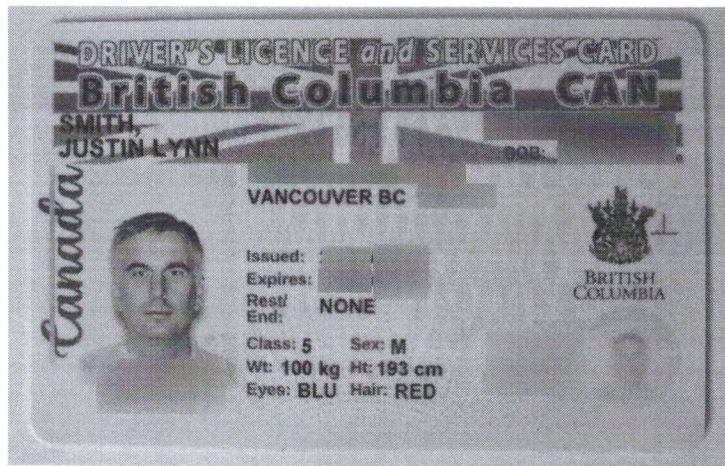 DRIVER'S LICENCE and SERVICES CARD
British Columbia CAN
SMITH,
JUSTIN LYNN
DOB:
Canada
VANCOUVER BC
Issued:
Expires:
Rest/
End: NONE
Class: 5 Sex: M
Wt: 100 kg Ht: 193 cm
Eyes: BLU Hair: RED
BRITISH
COLUMBIA